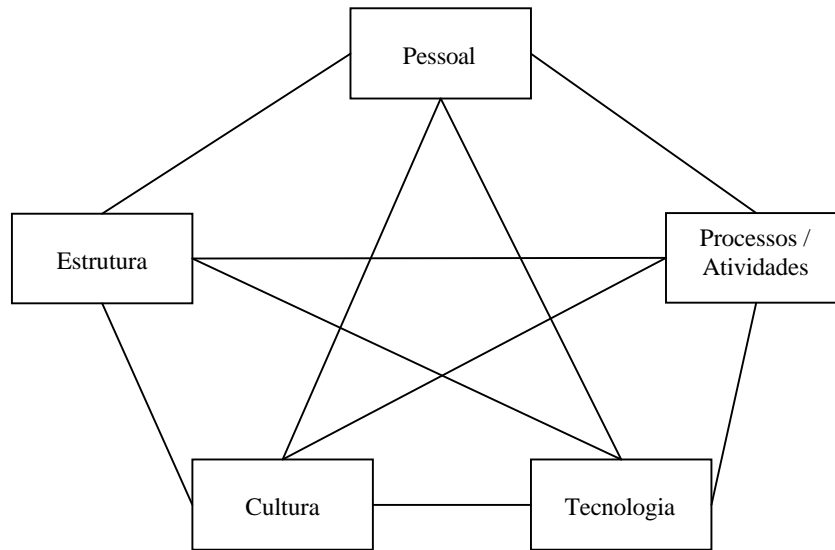 Pessoal
Estrutura
Processos /
Atividades
Cultura
Tecnologia